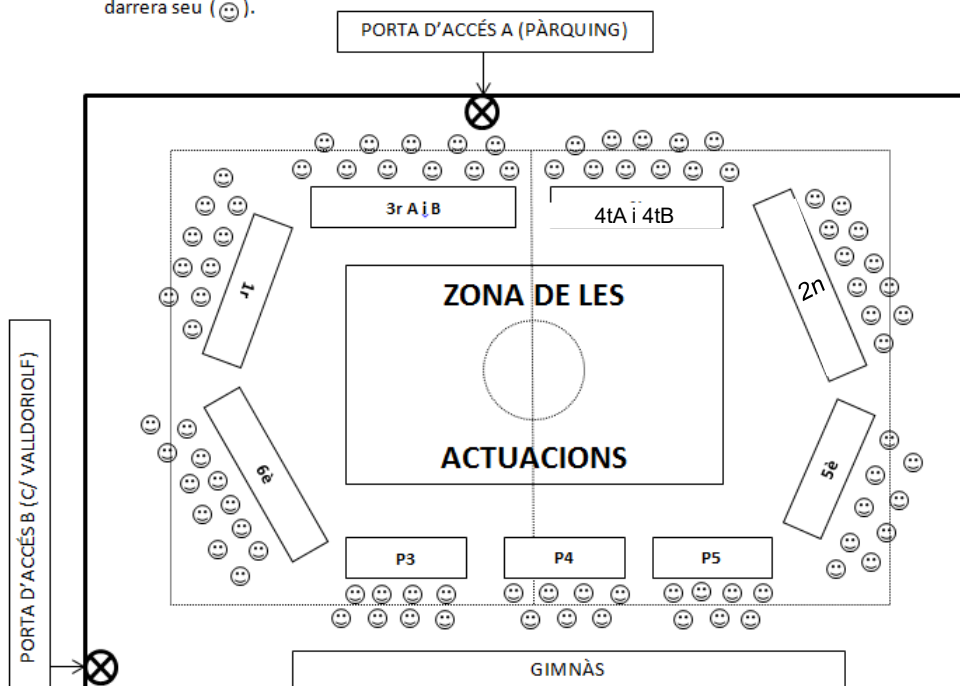 darrera seu (☺).
PORTA D'ACCÉS A (PÀRQUING)
3r A i B
4tA i 4tB
1r
2n
ZONA DE LES
ACTUACIONS
PORTA D'ACCÉS B (C/ VALLDORIOLF)
6è
5è
P3
P4
P5
GIMNÀS